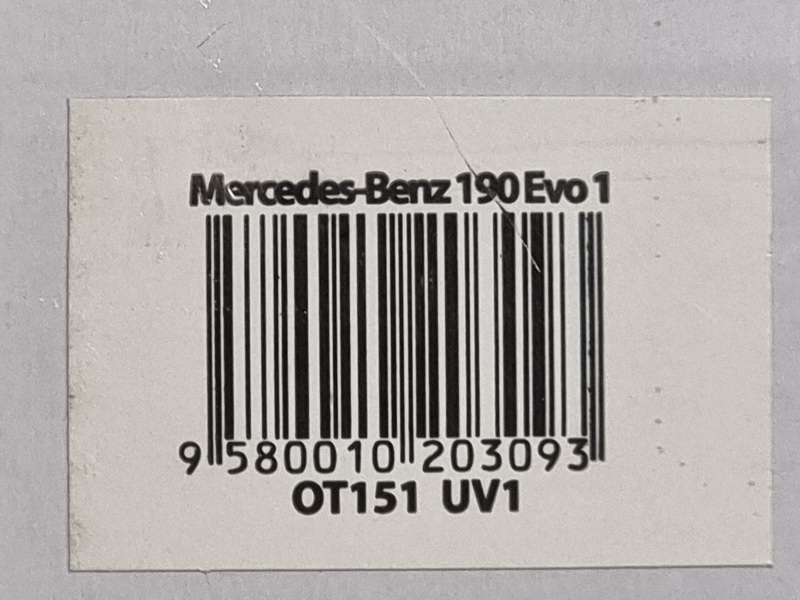 Mercedes-Benz 190 Evo 1
9 580010 203093
OT151 UV1